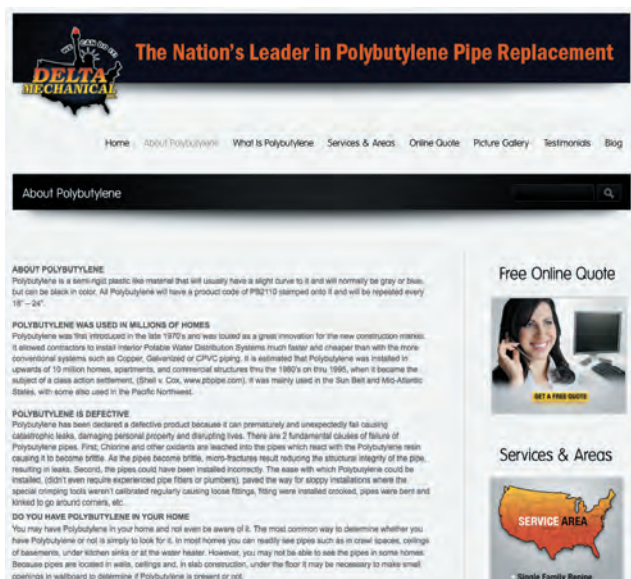 WE CAN DO IT!
DELTA
MECHANICAL
The Nation's Leader in Polybutylene Pipe Replacement
Home About Polybutylene What Is Polybutylene Services & Areas Online Quote Picture Gallery Testimonials Blog
About Polybutylene
ABOUT POLYBUTYLENE
Polybutylene is a semi-rigid plastic like material that will usually have a slight curve to it and will normally be gray or blue,
but can be black in color. All Polybutylene will have a product code of PB2110 stamped onto it and will be repeated every
18" – 24".
POLYBUTYLENE WAS USED IN MILLIONS OF HOMES
Polybutylene was first introduced in the late 1970's and was touted as a great innovation for the new construction market.
It allowed contractors to install Interior Potable Water Distribution Systems much faster and cheaper than with the more
conventional systems such as Copper, Galvanized or CPVC piping. It is estimated that Polybutylene was installed in
upwards of 10 million homes, apartments, and commercial structures thru the 1980's on thru 1995, when it became the
subject of a class action settlement, (Shell v. Cox, www.pbpipe.com). It was mainly used in the Sun Belt and Mid-Atlantic
States, with some also used in the Pacific Northwest.
POLYBUTYLENE IS DEFECTIVE
Polybutylene has been declared a defective product because it can prematurely and unexpectedly fail causing
catastrophic leaks, damaging personal property and disrupting lives. There are 2 fundamental causes of failure of
Polybutylene pipes. First, Chlorine and other oxidants are leached into the pipes which react with the Polybutylene resin
causing it to become brittle. As the pipes become brittle, micro-fractures result reducing the structural integrity of the pipe,
resulting in leaks. Second, the pipes could have been installed incorrectly. The ease with which Polybutylene could be
installed, (didn't even require experienced pipe fitters or plumbers), paved the way for sloppy installations where the
special crimping tools weren't calibrated regularly causing loose fittings, fitting were installed crooked, pipes were bent and
kinked to go around corners, etc...
DO YOU HAVE POLYBUTYLENE IN YOUR HOME
You may have Polybutylene in your home and not even be aware of it. The most common way to determine whether you
have Polybutylene or not is simply to look for it. In most homes you can readily see pipes such as in crawl spaces, ceilings
of basements, under kitchen sinks or at the water heater. However, you may not be able to see the pipes in some homes.
Because pipes are located in walls, ceilings and, in slab construction, under the floor it may be necessary to make small
openings in wallboard to determine if Polybutylene is present or not.
Free Online Quote
GET A FREE QUOTE
Services & Areas
SERVICE AREA
Single Family Repipe